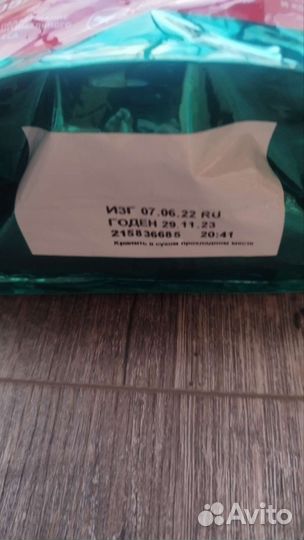 ИЗГ 07.06.22 RU
ГОДЕН 29.11.23
215836685 20:41
Хранить в сухом прохладном месте
Avito